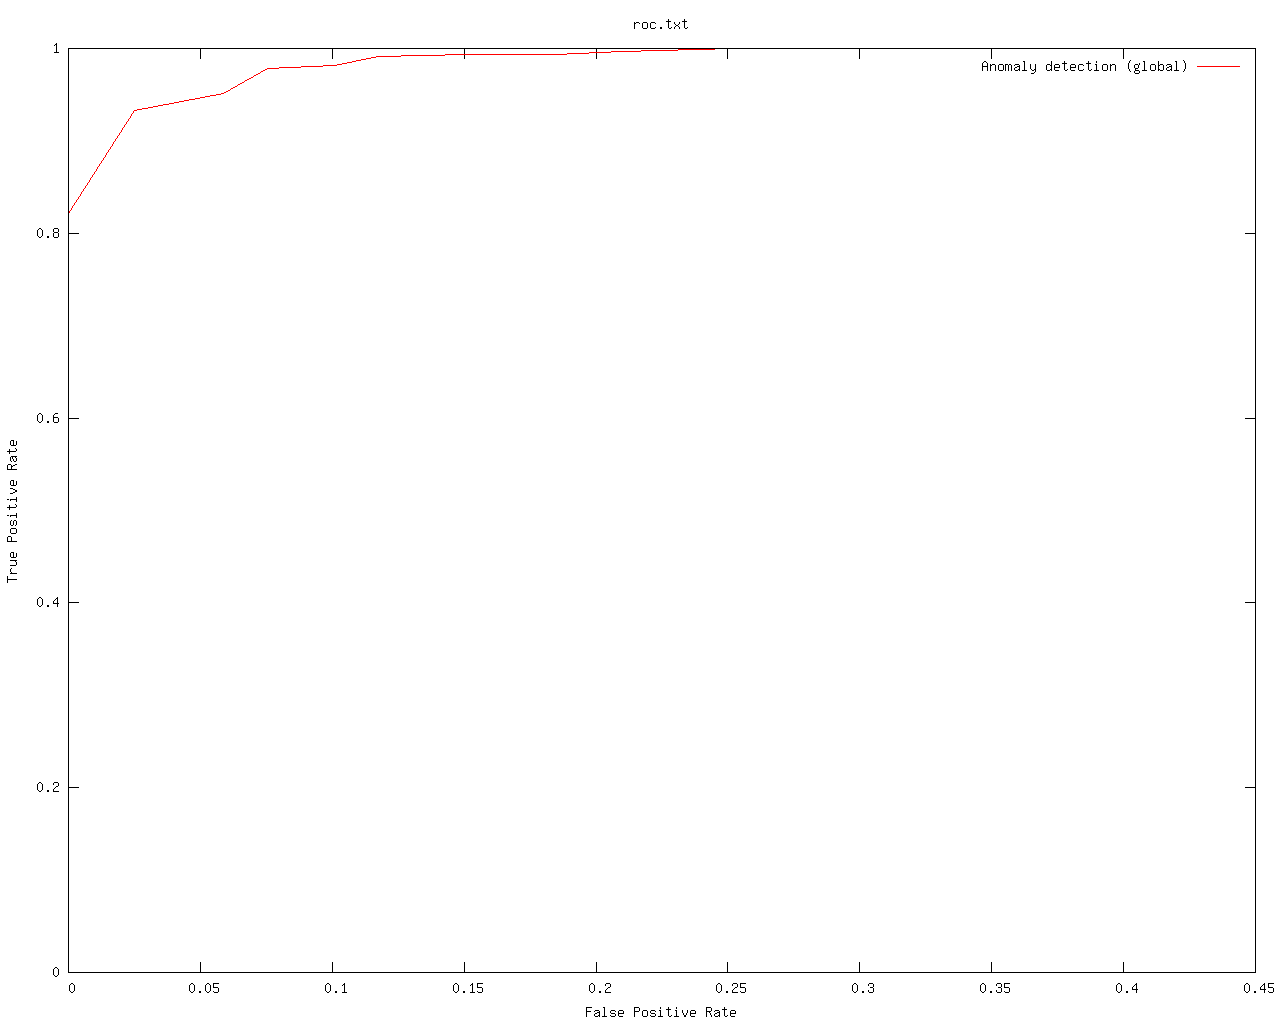 roc.txt
Anomaly detection (global)
1
0.8
0.6
0.4
0.2
0
True Positive Rate
0 0.05 0.1 0.15 0.2 0.25 0.3 0.35 0.4 0.45
False Positive Rate